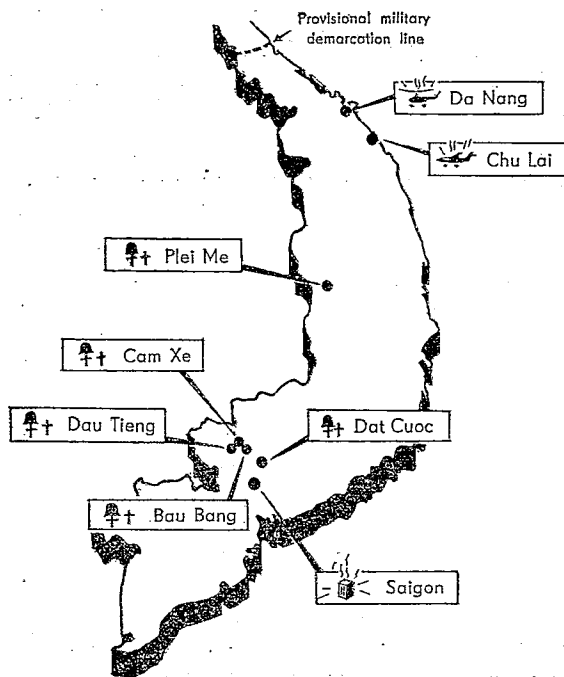 Provisional military
demarcation line
Da Nang
Chu Lai
Plei Me
Cam Xe
Dau Tieng
Dat Cuoc
Bau Bang
Saigon